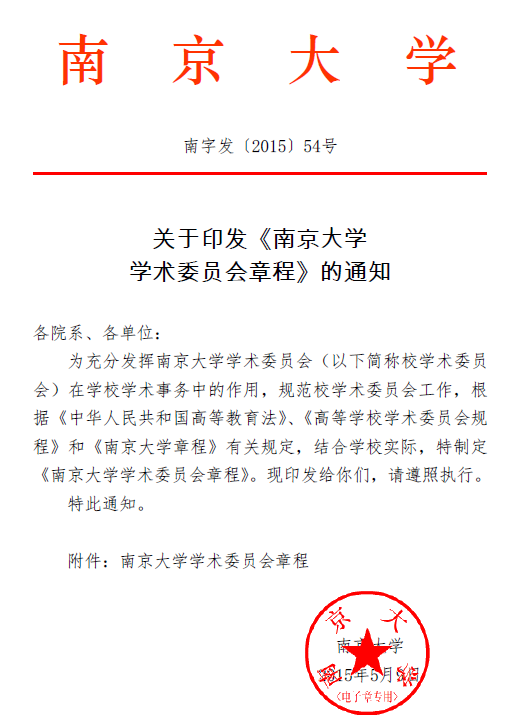 南京大学
南字发〔2015〕54号
关于印发《南京大学
学术委员会章程》的通知
各院系、各单位：
为充分发挥南京大学学术委员会（以下简称校学术委员
会）在学校学术事务中的作用，规范校学术委员会工作，根
据《中华人民共和国高等教育法》、《高等学校学术委员会规
程》和《南京大学章程》有关规定，结合学校实际，特制定
《南京大学学术委员会章程》。现印发给你们，请遵照执行。
特此通知。
附件：南京大学学术委员会章程
南京大学
南京大学
15年5月
（电子章专用）